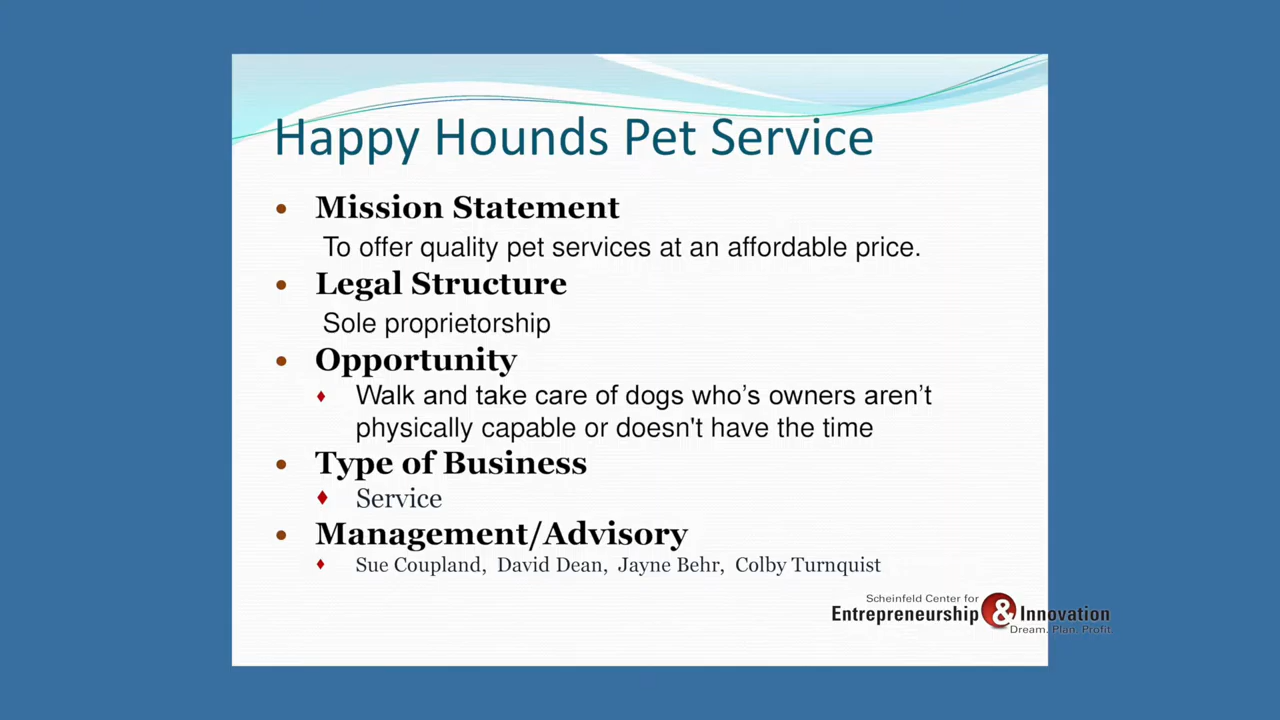 Happy Hounds Pet Service
Mission Statement
To offer quality pet services at an affordable price.
Legal Structure
Sole proprietorship
Opportunity
Walk and take care of dogs who’s owners aren’t
physically capable or doesn't have the time
Type of Business
Service
Management/Advisory
Sue Coupland, David Dean, Jayne Behr, Colby Turnquist
Scheinfeld Center for
Entrepreneurship & Innovation
Dream. Plan. Profit.